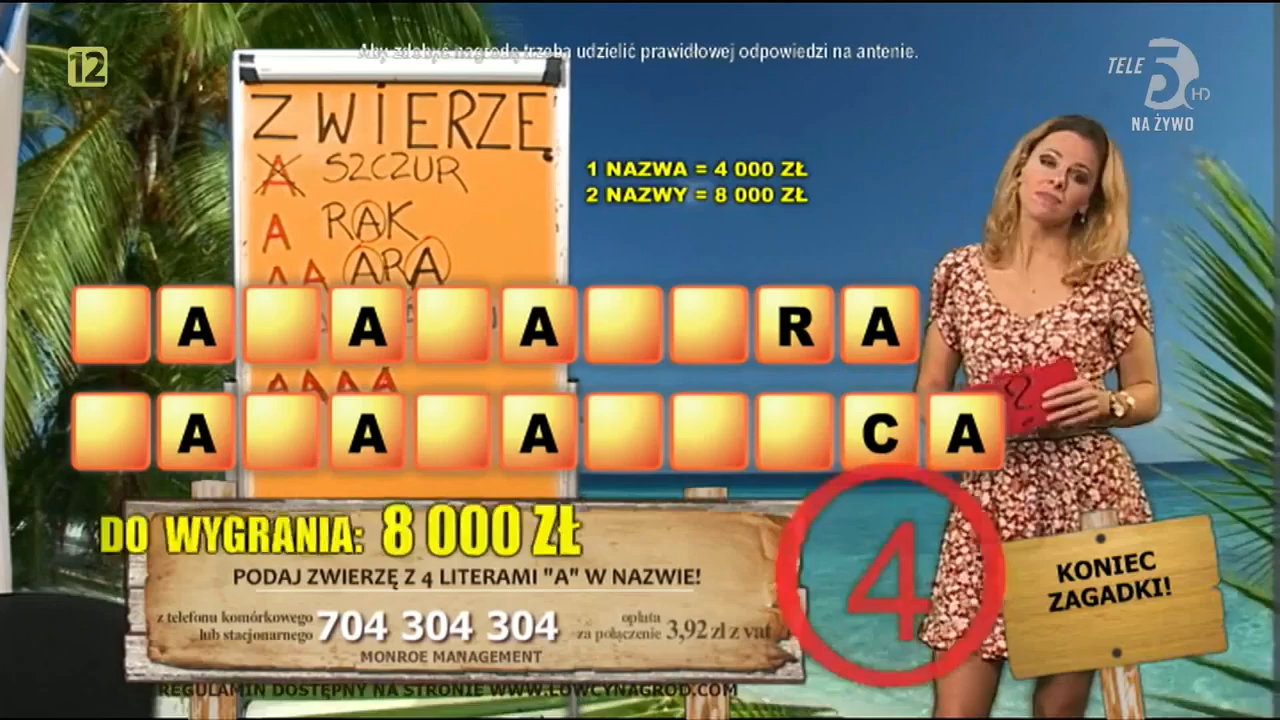 12
Aby zdobyć nagrodę trzeba udzielić prawidłowej odpowiedzi na antenie.
TELE 5 HD
NA ŻYWO
ZWIERZĘ
A SZCZUR
A RAK
AA ARA
AAAA
1 NAZWA = 4 000 ZŁ
2 NAZWY = 8 000 ZŁ
A A A R A
A A A C A
DO WYGRANIA: 8 000 ZŁ
PODAJ ZWIERZĘ Z 4 LITERAMI "A" W NAZWIE!
z telefonu komórkowego
lub stacjonarnego
704 304 304
opłata
za połączenie 3,92 zł z vat
MONROE MANAGEMENT
REGULAMIN DOSTĘPNY NA STRONIE WWW.LOWCYNAGROD.COM
4
KONIEC
ZAGADKI!